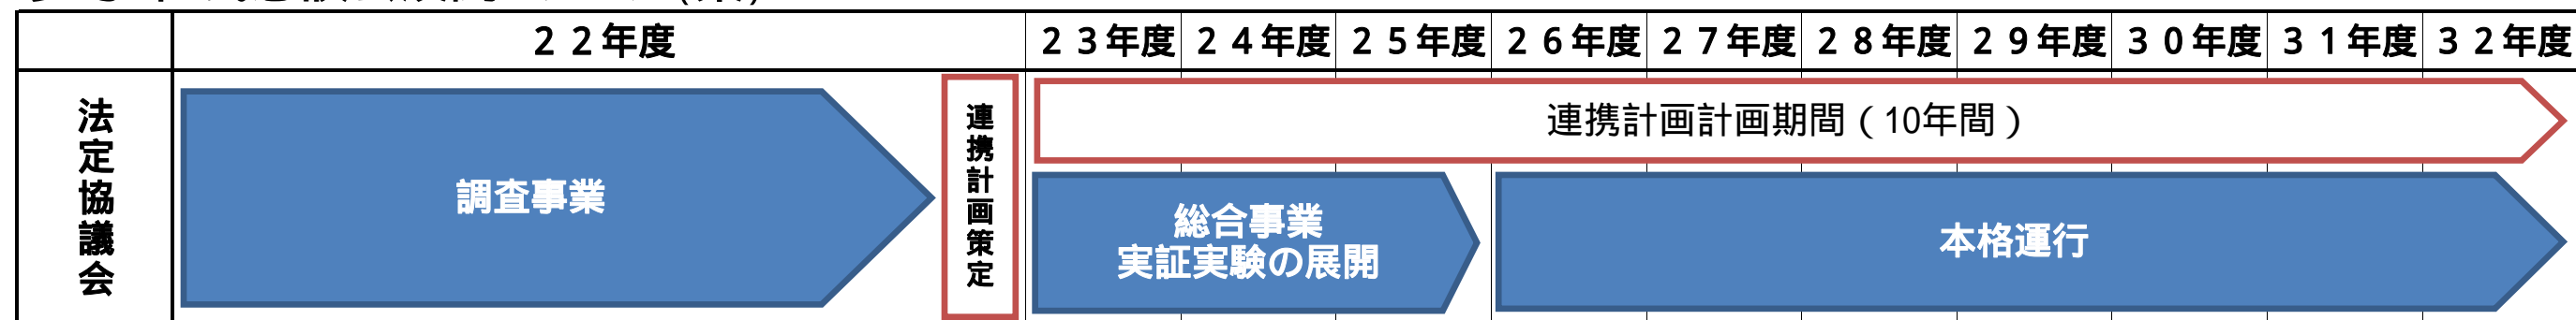 ２２年度 ２３年度 ２４年度 ２５年度 ２６年度 ２７年度 ２８年度 ２９年度 ３０年度 ３１年度 ３２年度
法定協議会
調査事業
連携計画策定
連携計画計画期間（10年間）
総合事業
実証実験の展開
本格運行